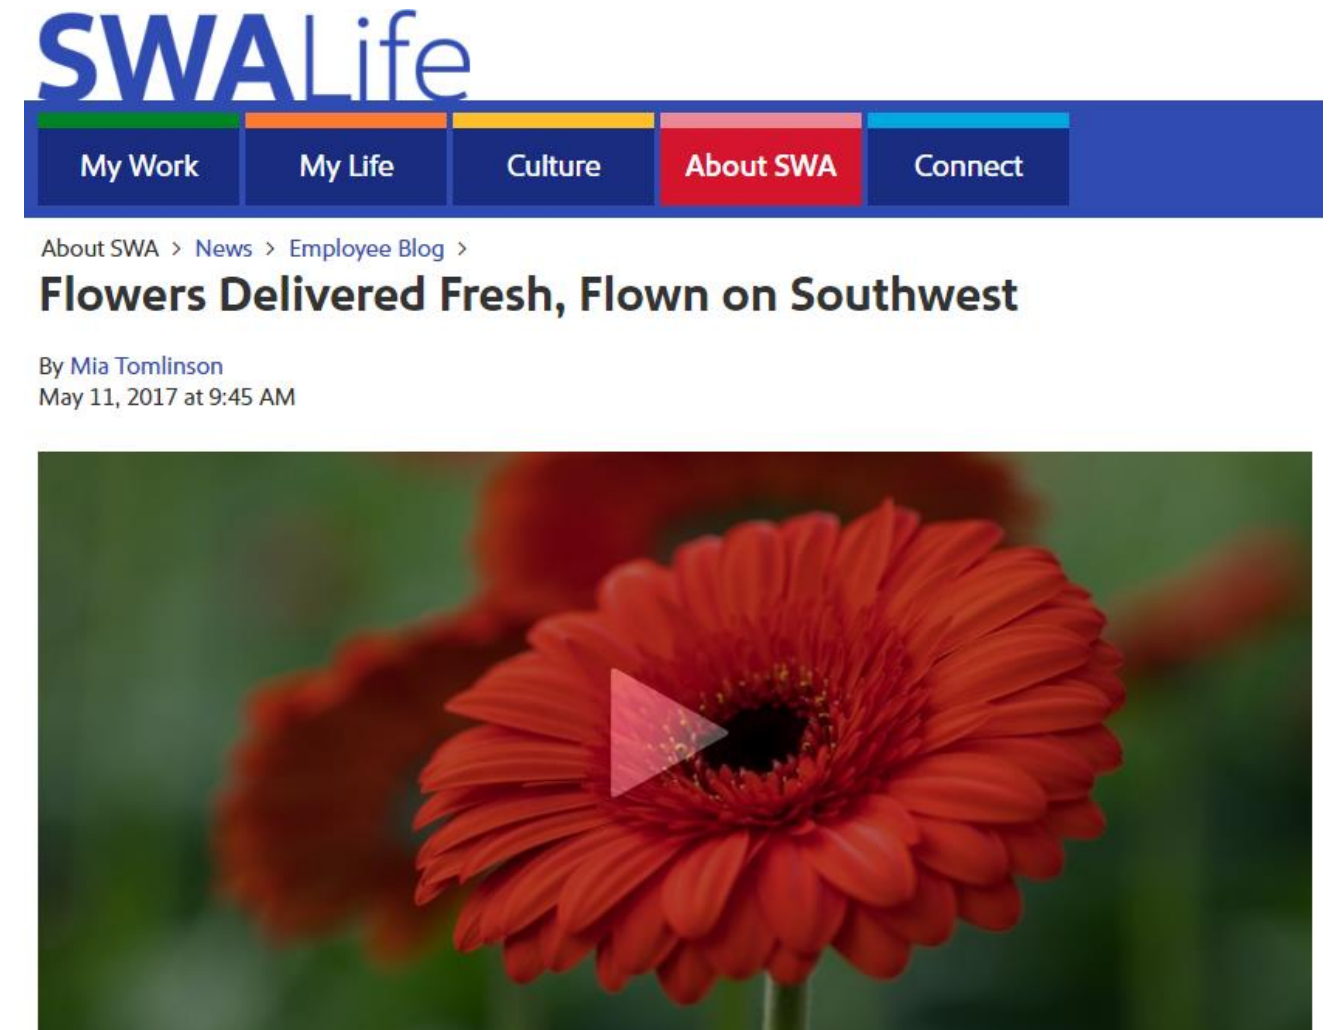 SWALife
My Work My Life Culture About SWA Connect
About SWA > News > Employee Blog >
Flowers Delivered Fresh, Flown on Southwest
By Mia Tomlinson
May 11, 2017 at 9:45 AM